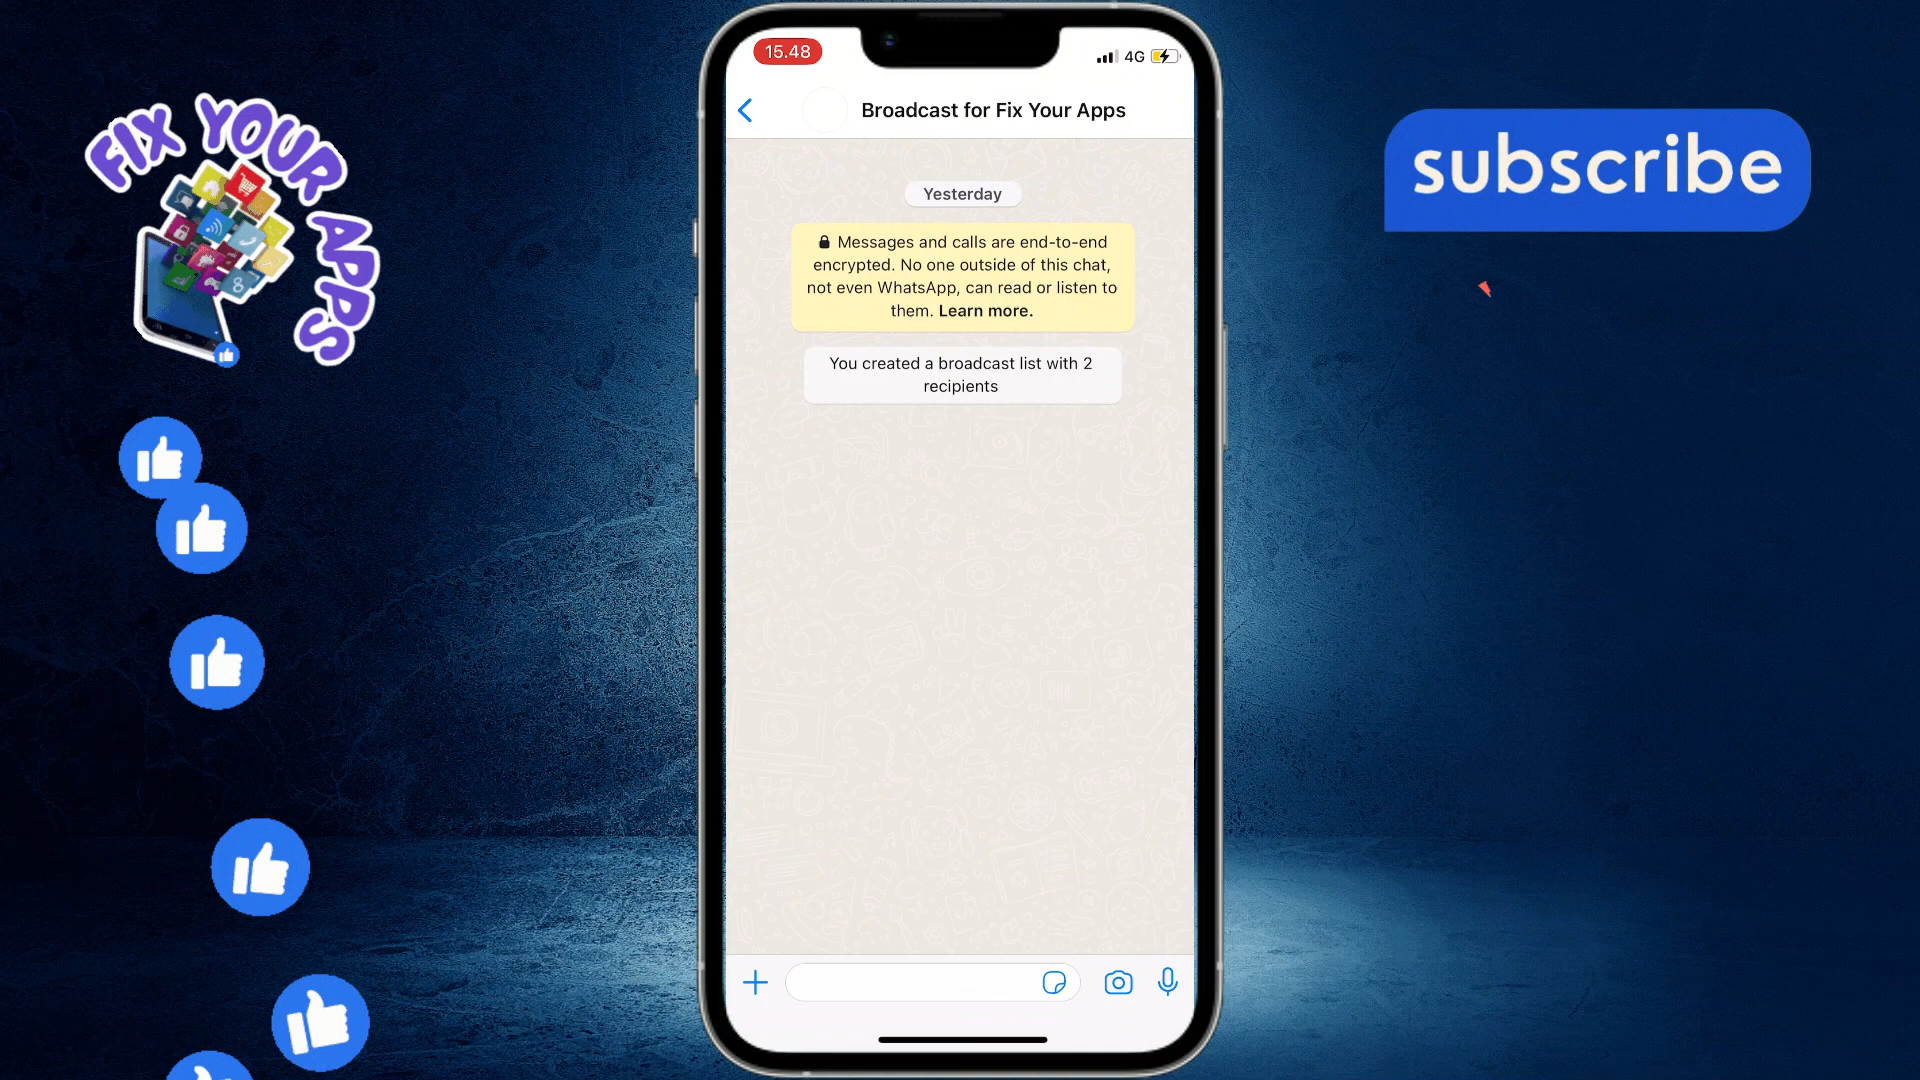 FIX YOUR APPS
15.48
4G
Broadcast for Fix Your Apps
subscribe
Yesterday
Messages and calls are end-to-end
encrypted. No one outside of this chat,
not even WhatsApp, can read or listen to
them. Learn more.
You created a broadcast list with 2
recipients